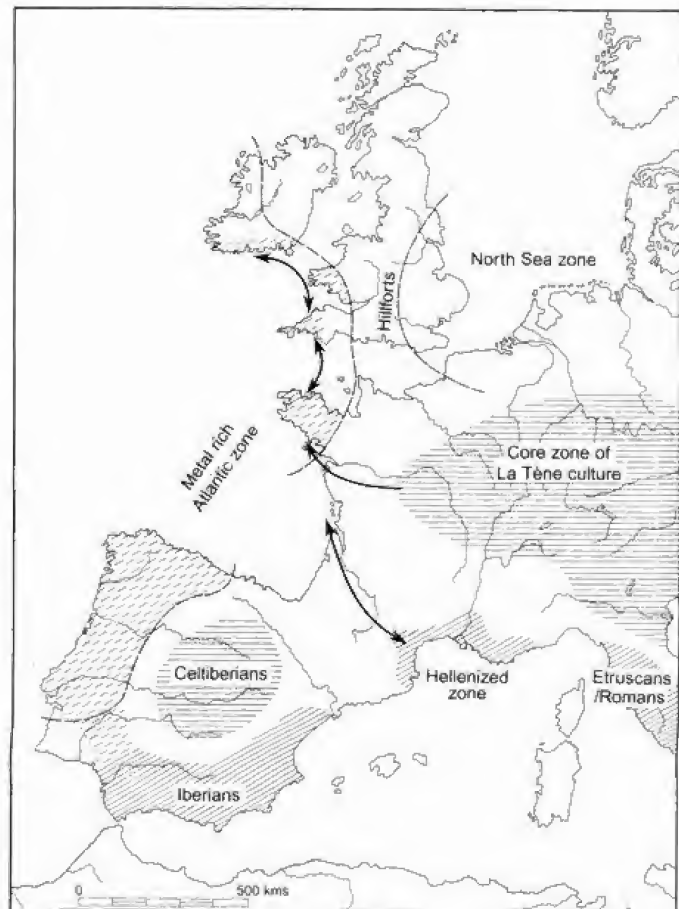 North Sea zone
Hillforts
Core zone of
La Tène culture
Metal rich
Atlantic zone
Celtiberians
Hellenized
zone
Etruscans
/Romans
Iberians
0
500 kms